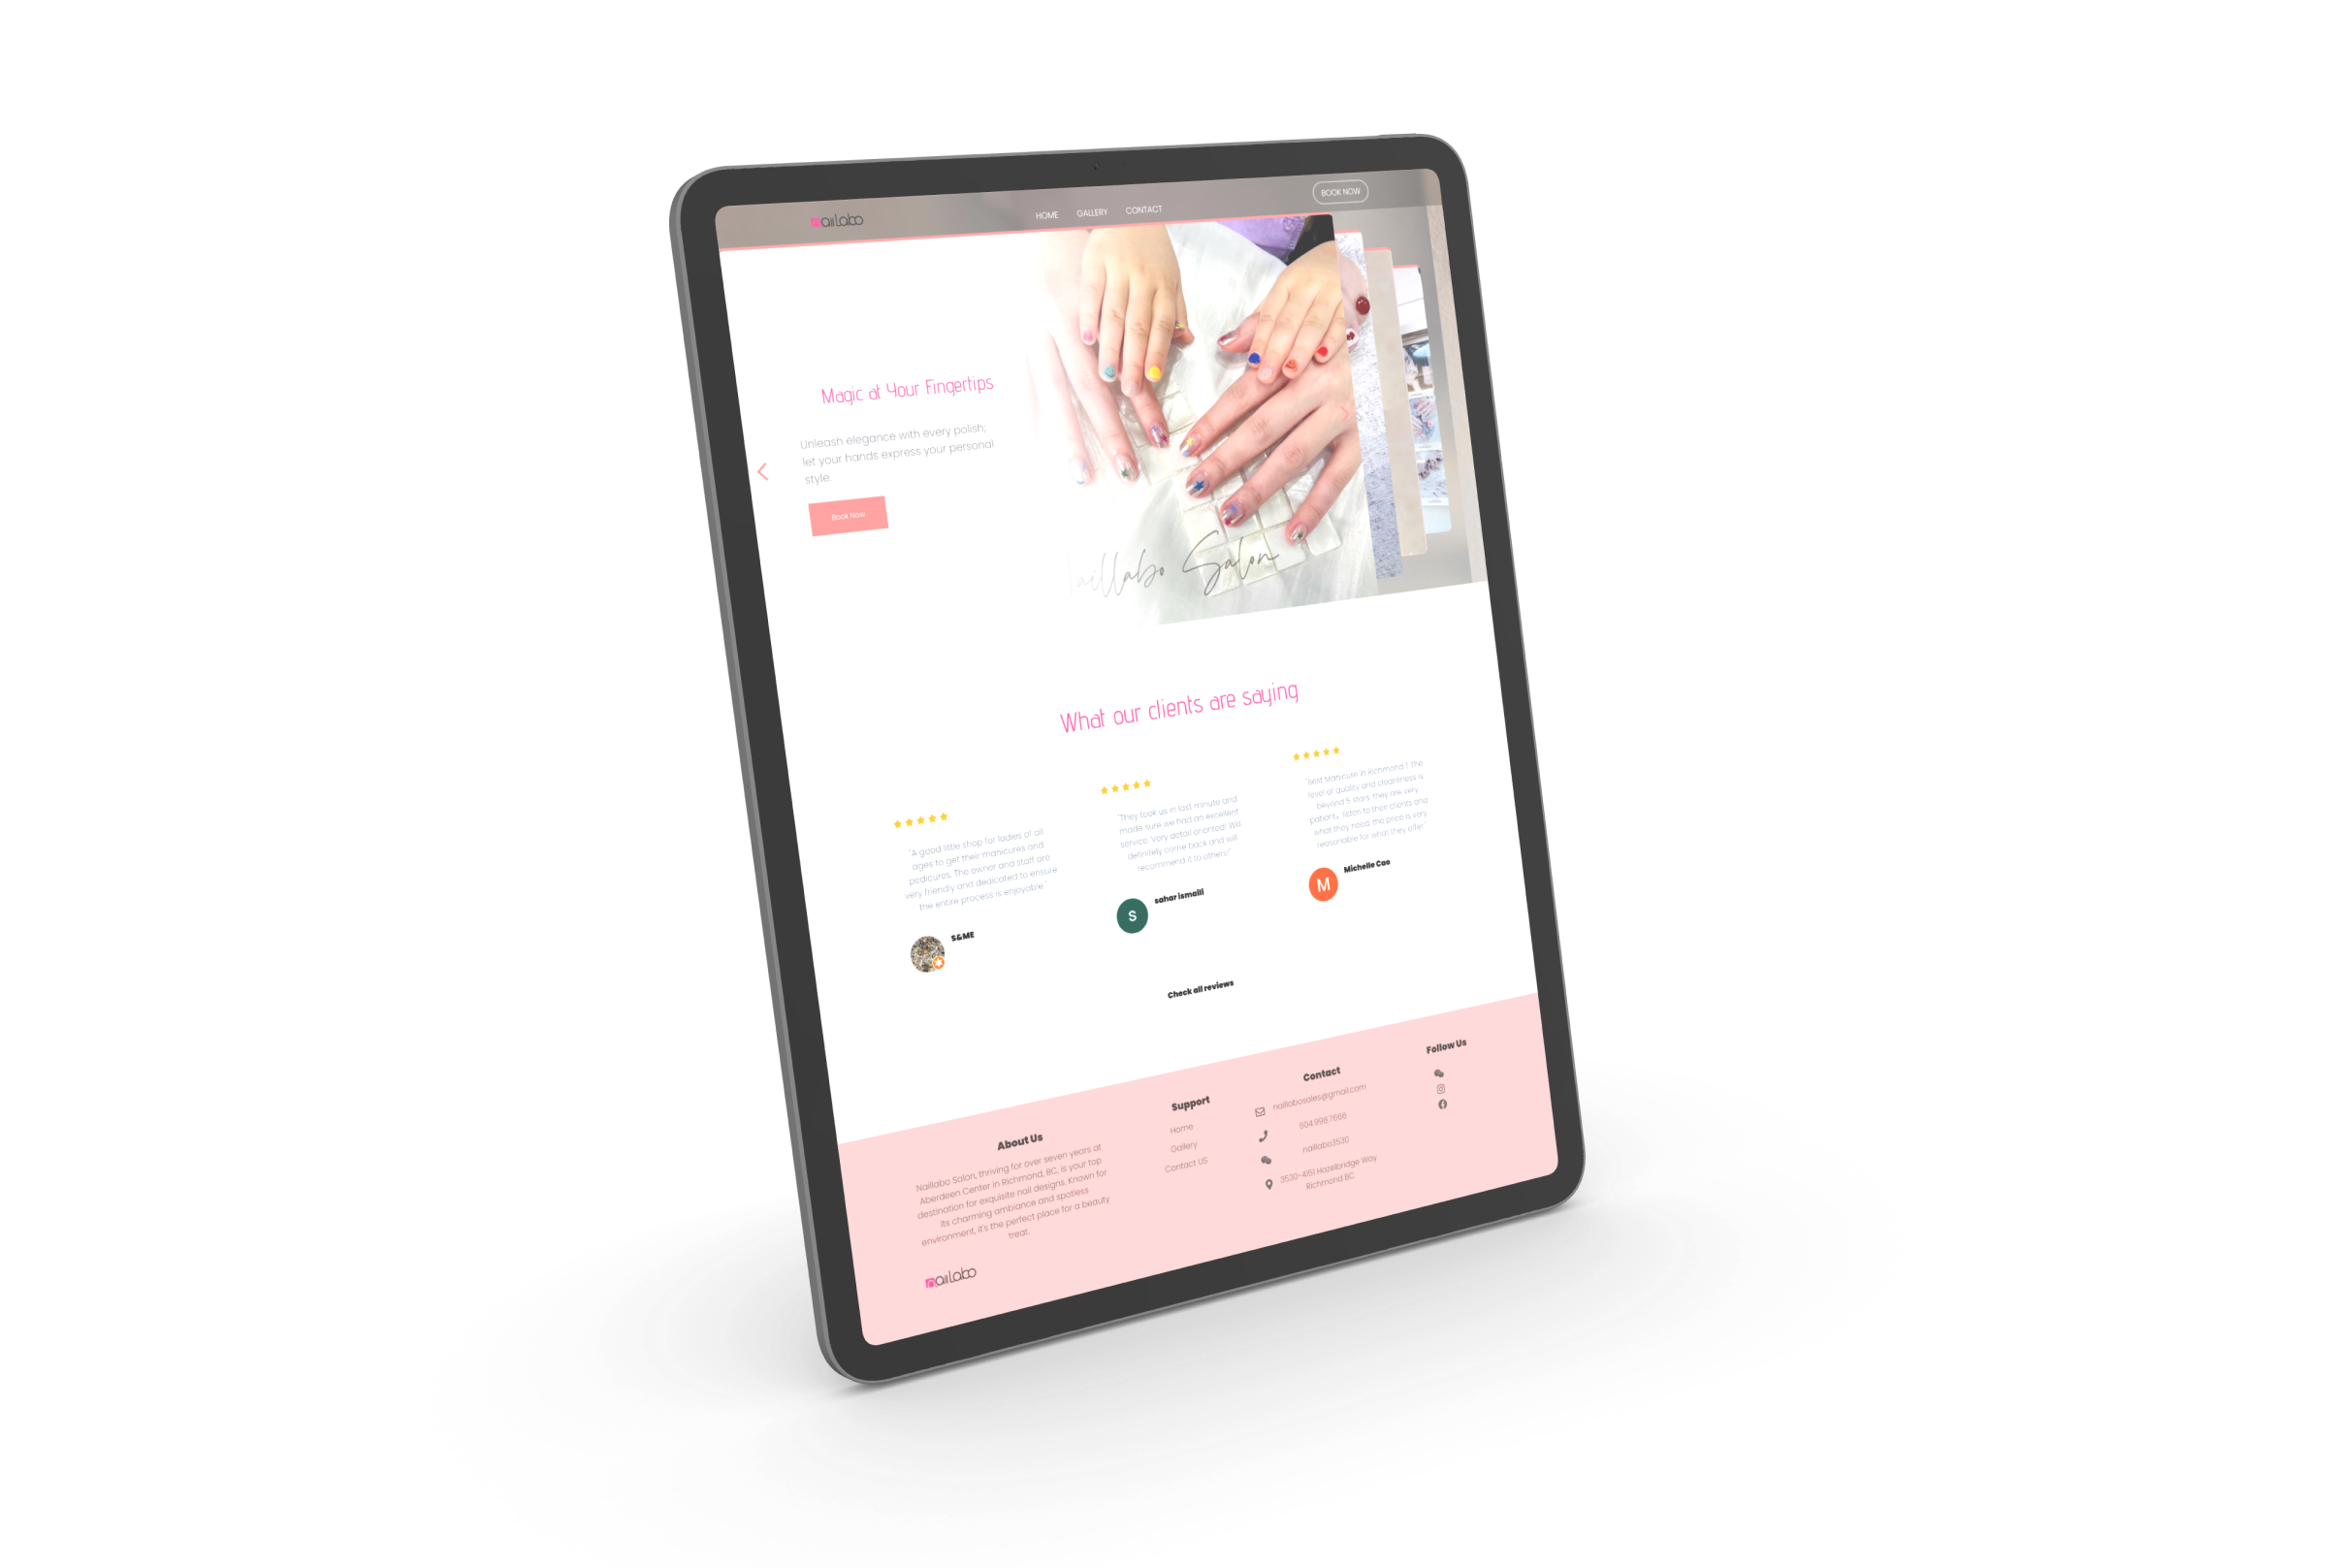 naillabo
HOME GALLERY CONTACT
BOOK NOW
Magic at Your Fingertips
Unleash elegance with every polish;
let your hands express your personal
style.
Book Now
Naillabo Salon
What our clients are saying
"A good little shop for ladies of all
ages to get their manicures and
pedicures. The owner and staff are
very friendly and dedicated to ensure
the entire process is enjoyable."
S&ME
"They took us in last minute and
made sure we had an excellent
service. Very detail oriented! Will
definitely come back and will
recommend it to others!"
S
sahar ismaili
"Best Manicure in Richmond ! The
level of quality and cleanliness is
beyond 5 stars. they are very
patient, listen to their clients and
what they need. the price is very
reasonable for what they offer"
M
Michelle Cao
Check all reviews
About Us
Naillabo Salon, thriving for over seven years at
Aberdeen Center in Richmond, BC, is your top
destination for exquisite nail designs. Known for
its charming ambiance and spotless
environment, it's the perfect place for a beauty
treat.
naillabo
Support
Home
Gallery
Contact US
Contact
naillabosales@gmail.com
604.998.7666
naillabo3530
3530-4151 Hazelbridge Way
Richmond BC
Follow Us